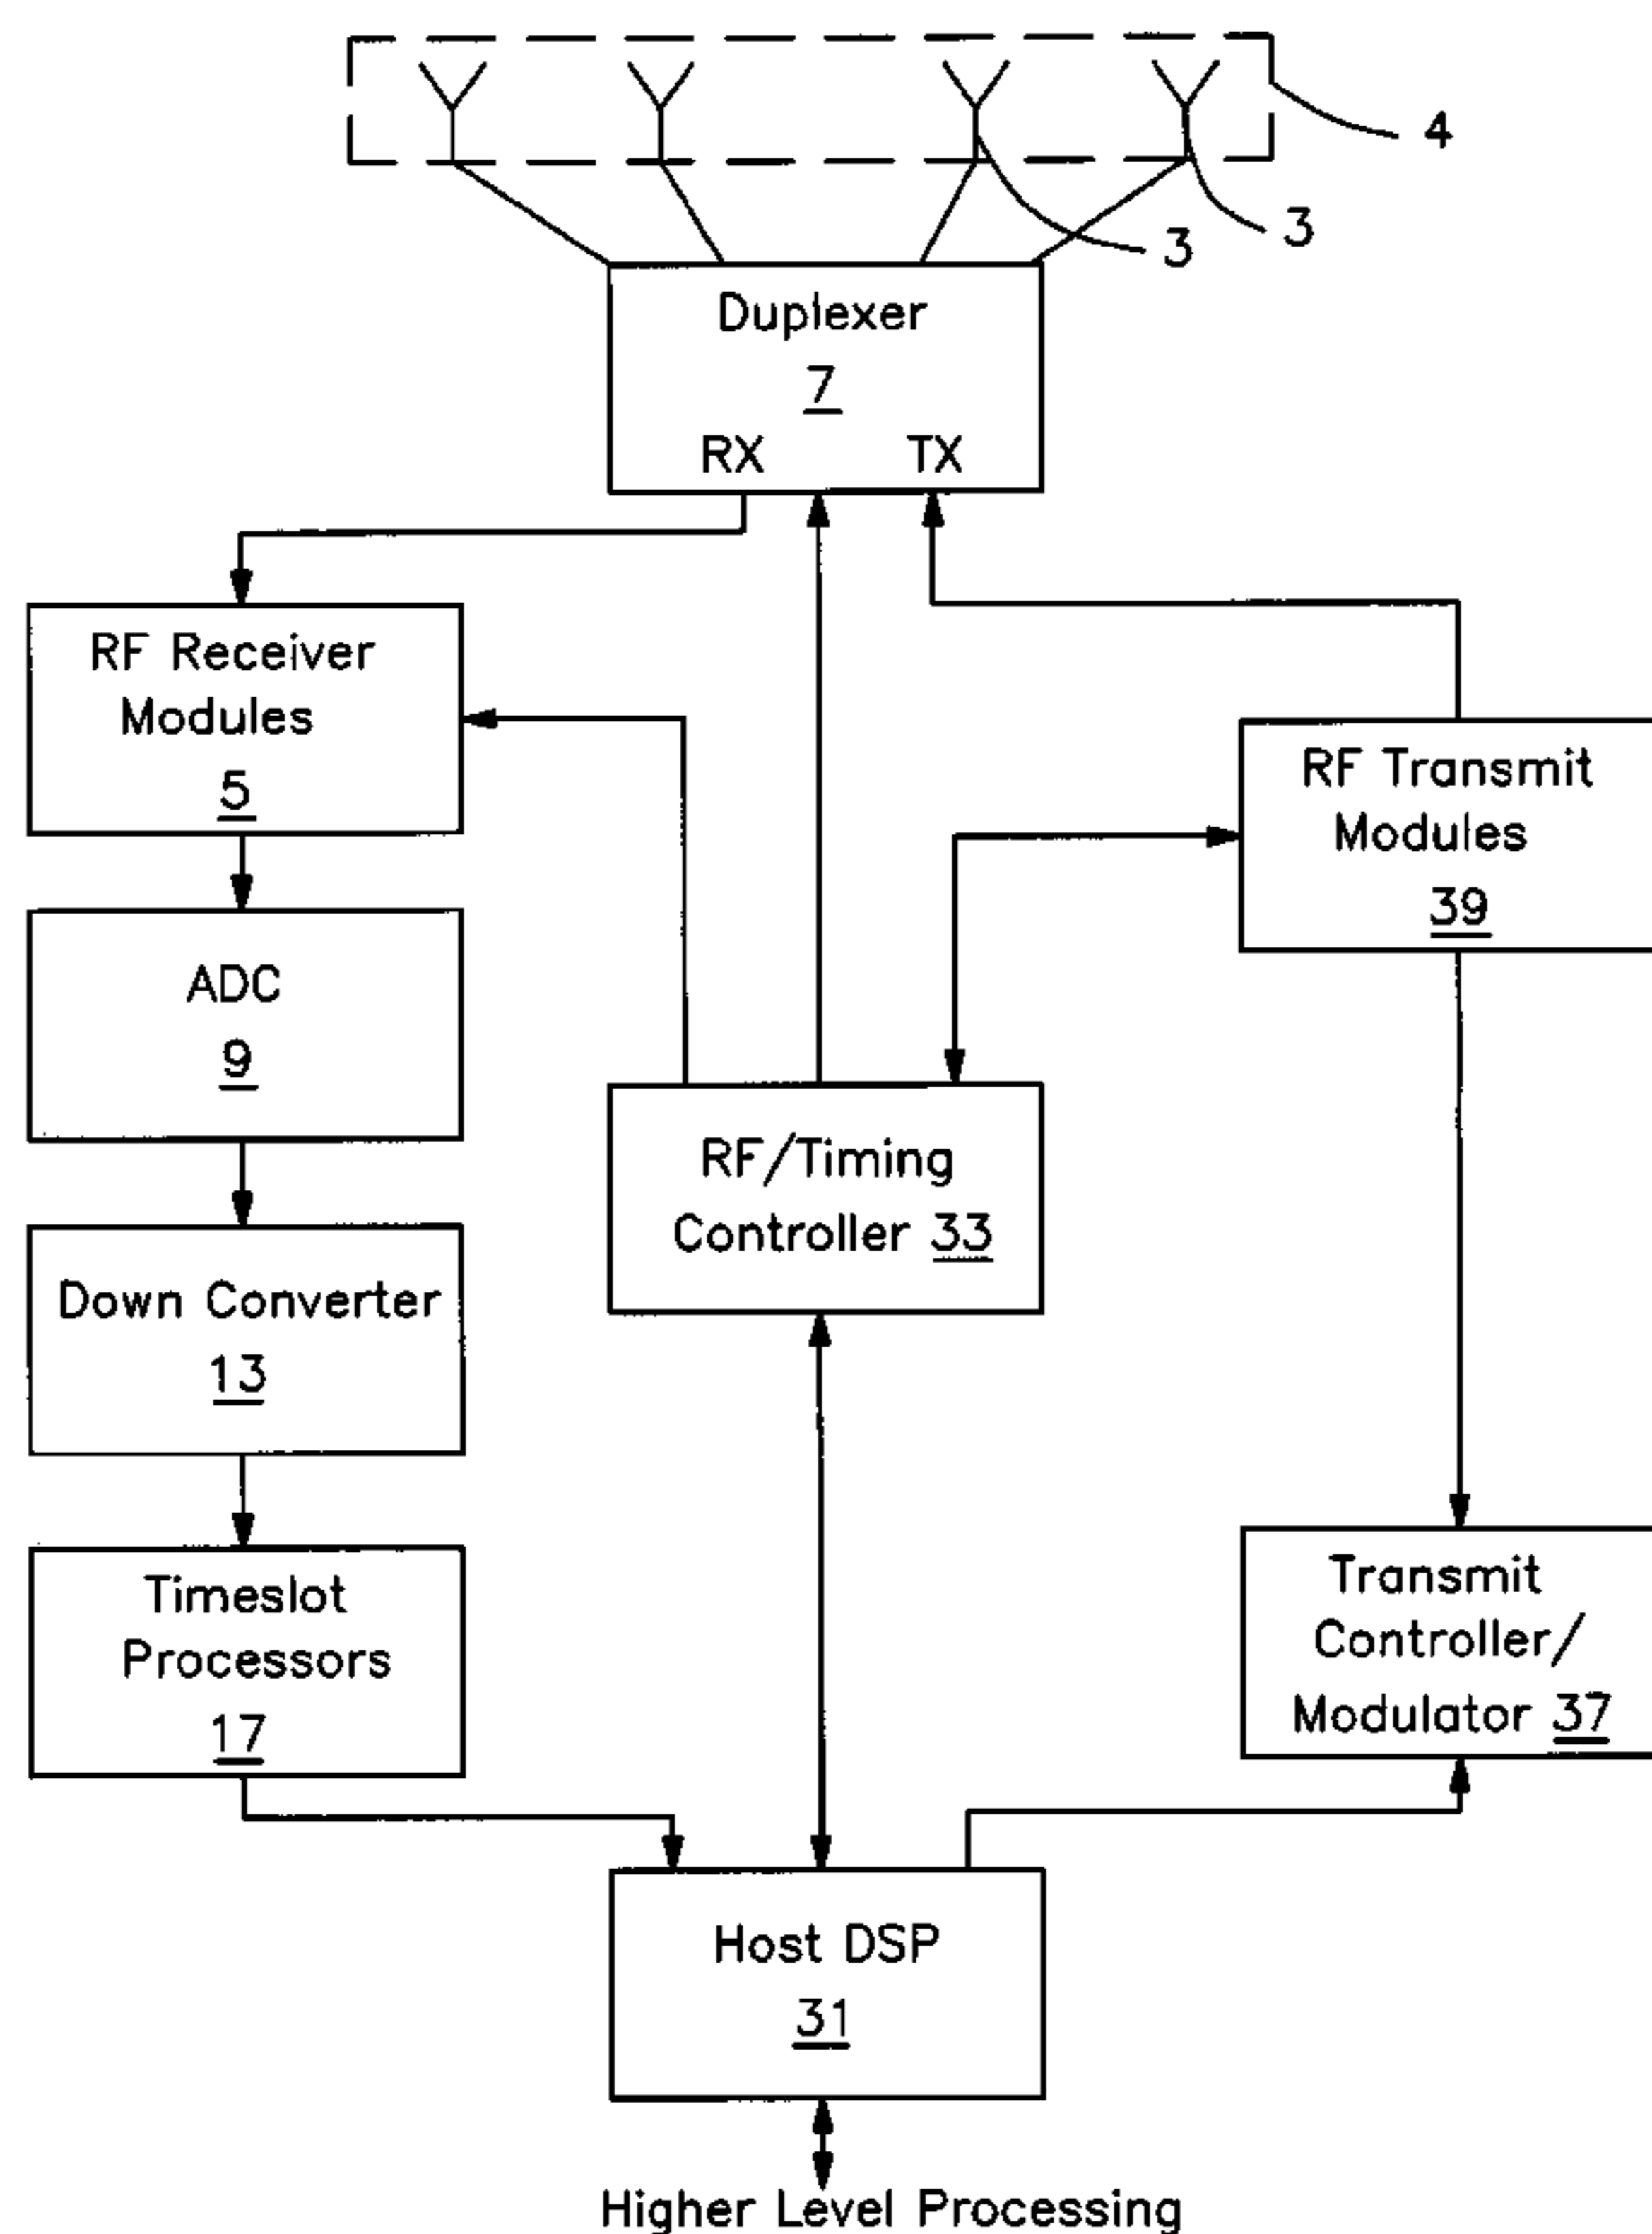 4
3
3
Duplexer
7
RX TX
RF Receiver
Modules
5
RF Transmit
Modules
39
ADC
9
RF/Timing
Controller 33
Down Converter
13
Timeslot
Processors
17
Transmit
Controller/
Modulator 37
Host DSP
31
Higher Level Processing